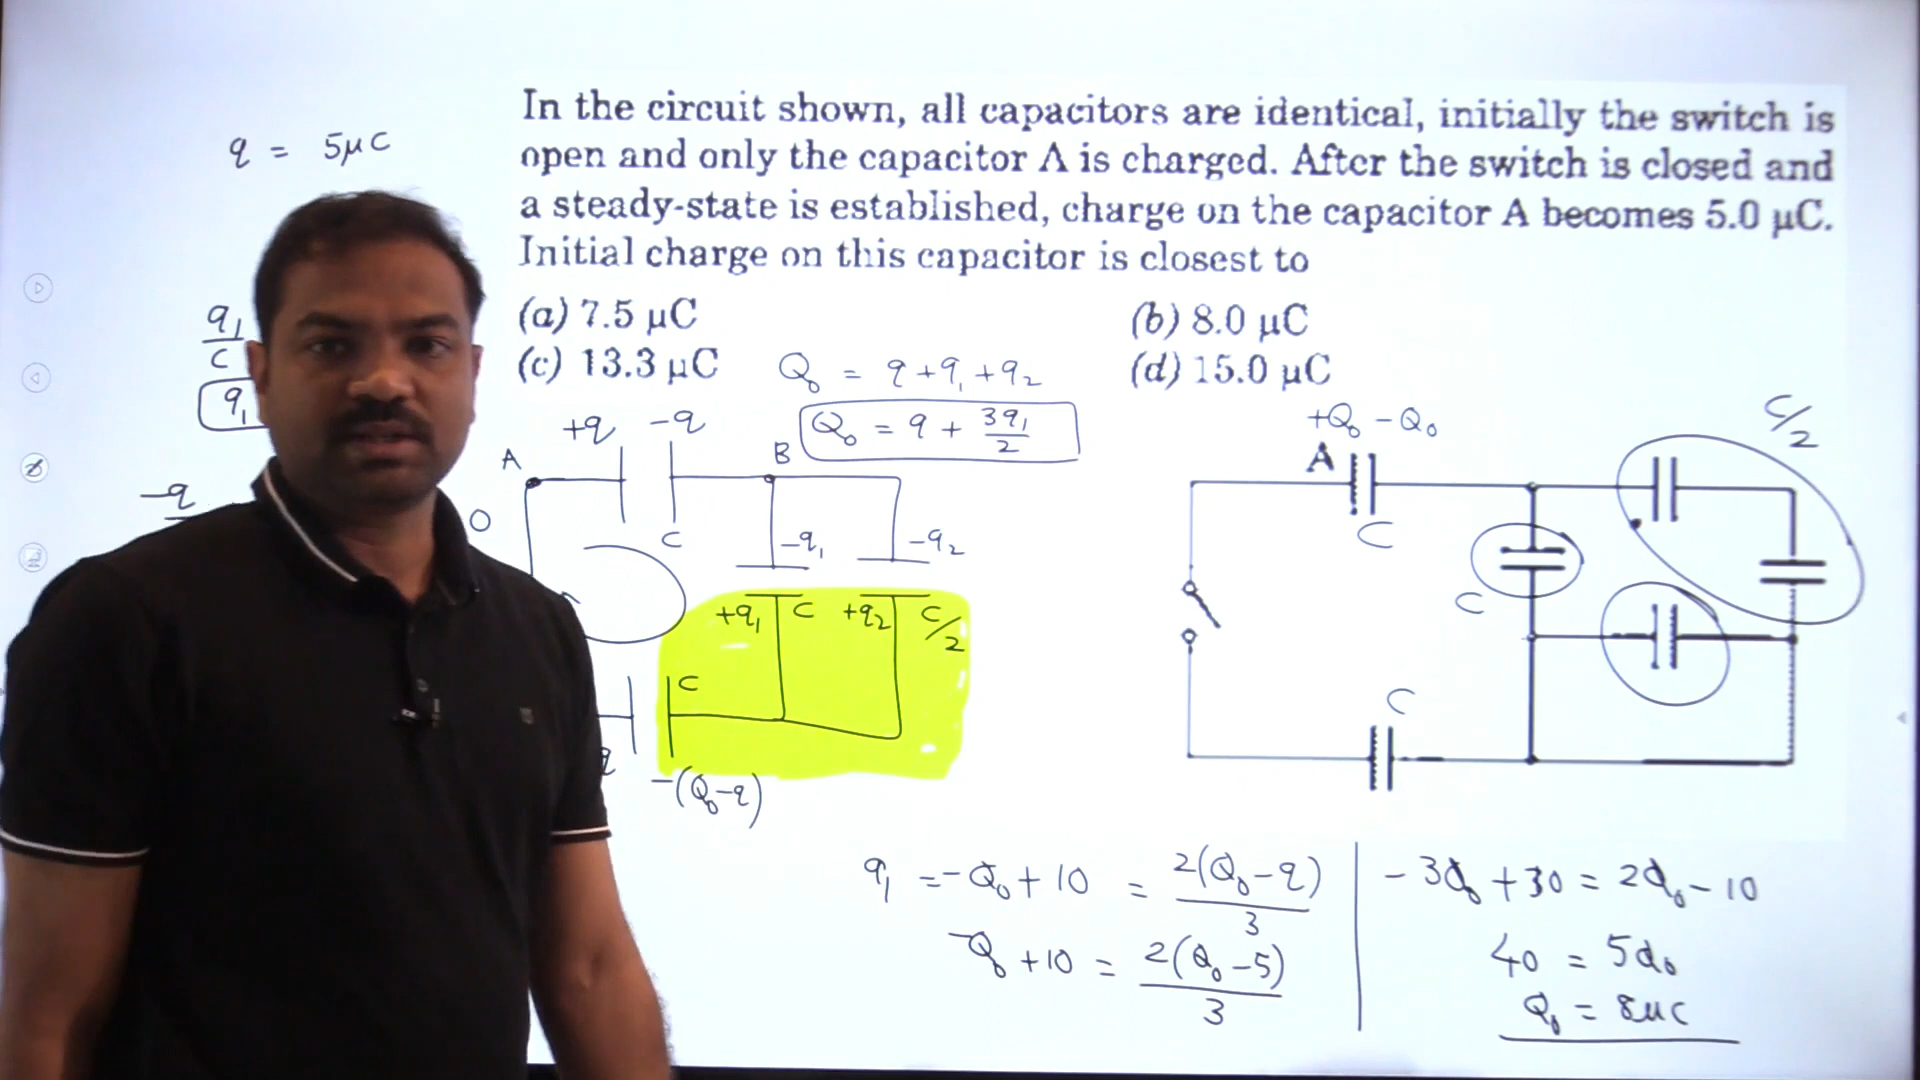 q = 5μC
In the circuit shown, all capacitors are identical, initially the switch is
open and only the capacitor A is charged. After the switch is closed and
a steady-state is established, charge on the capacitor A becomes 5.0 μC.
Initial charge on this capacitor is closest to
(a) 7.5 μC
(b) 8.0 μC
(c) 13.3 μC
(d) 15.0 μC
q₁/C
q₁
-q
Q₀ = q + q₁ + q₂
Q₀ = q + 3q₁/2
A
+q -q
B
O
C
-q₁
-q₂
+q₁ C +q₂ C/2
C
q
-(Q₀-q)
+Q₀ -Q₀
A
C
C/2
C
C
q₁ = -Q₀ + 10 = 2(Q₀-q)/3
-Q₀ + 10 = 2(Q₀-5)/3
-3Q₀ + 30 = 2Q₀ - 10
40 = 5Q₀
Q₀ = 8μC